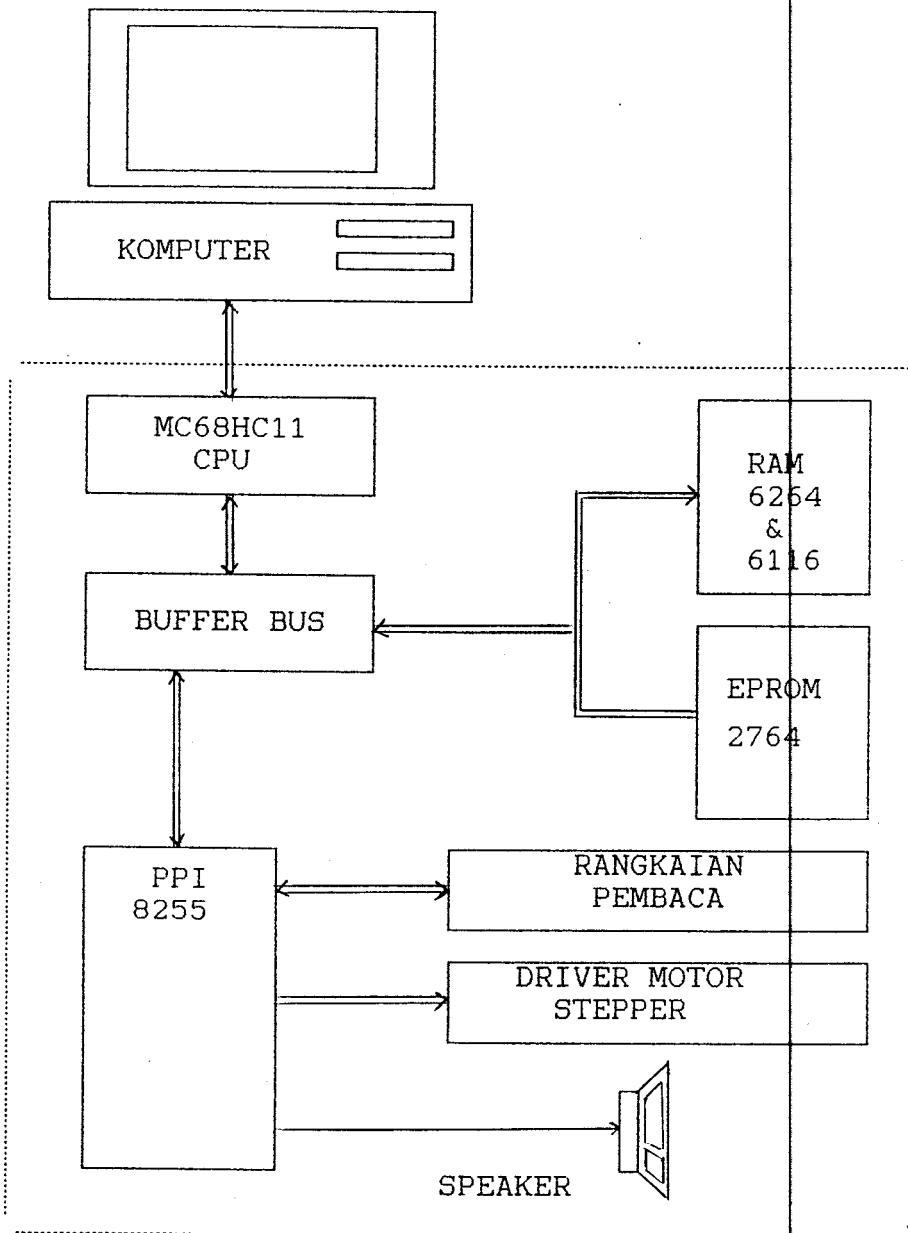 KOMPUTER
MC68HC11
CPU
RAM
6264
&
6116
BUFFER BUS
EPROM
2764
PPI
8255
RANGKAIAN
PEMBACA
DRIVER MOTOR
STEPPER
SPEAKER